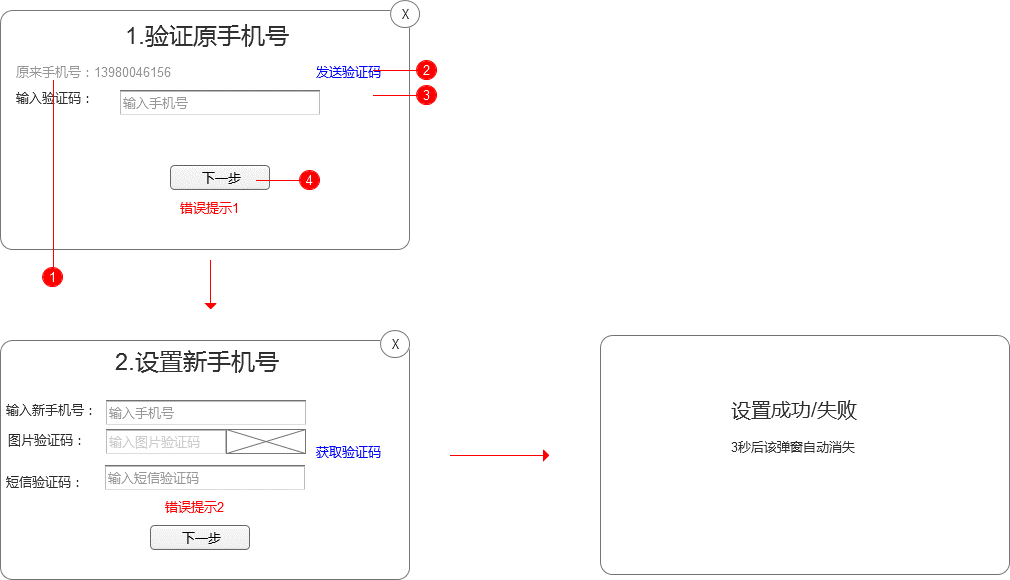 X
1.验证原手机号
原来手机号：13980046156
发送验证码
2
输入验证码：
输入手机号
3
下一步
4
错误提示1
1
X
2.设置新手机号
输入新手机号：
输入手机号
图片验证码：
输入图片验证码
获取验证码
短信验证码：
输入短信验证码
错误提示2
下一步
设置成功/失败
3秒后该弹窗自动消失